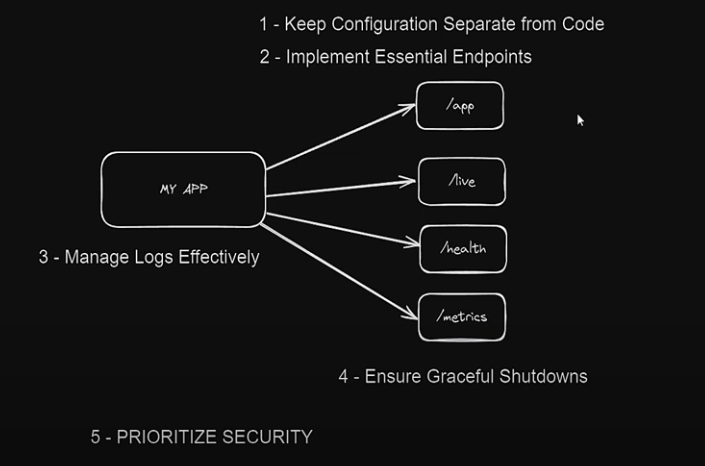 1 - Keep Configuration Separate from Code
2 - Implement Essential Endpoints
/app
MY APP
/live
3 - Manage Logs Effectively
/health
/metrics
4 - Ensure Graceful Shutdowns
5 - PRIORITIZE SECURITY